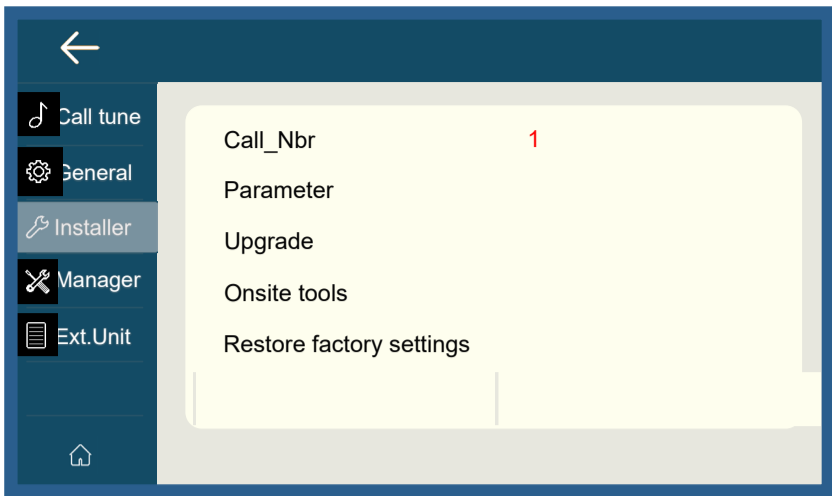 Call tune
General
Installer
Manager
Ext.Unit
Call_Nbr 1
Parameter
Upgrade
Onsite tools
Restore factory settings